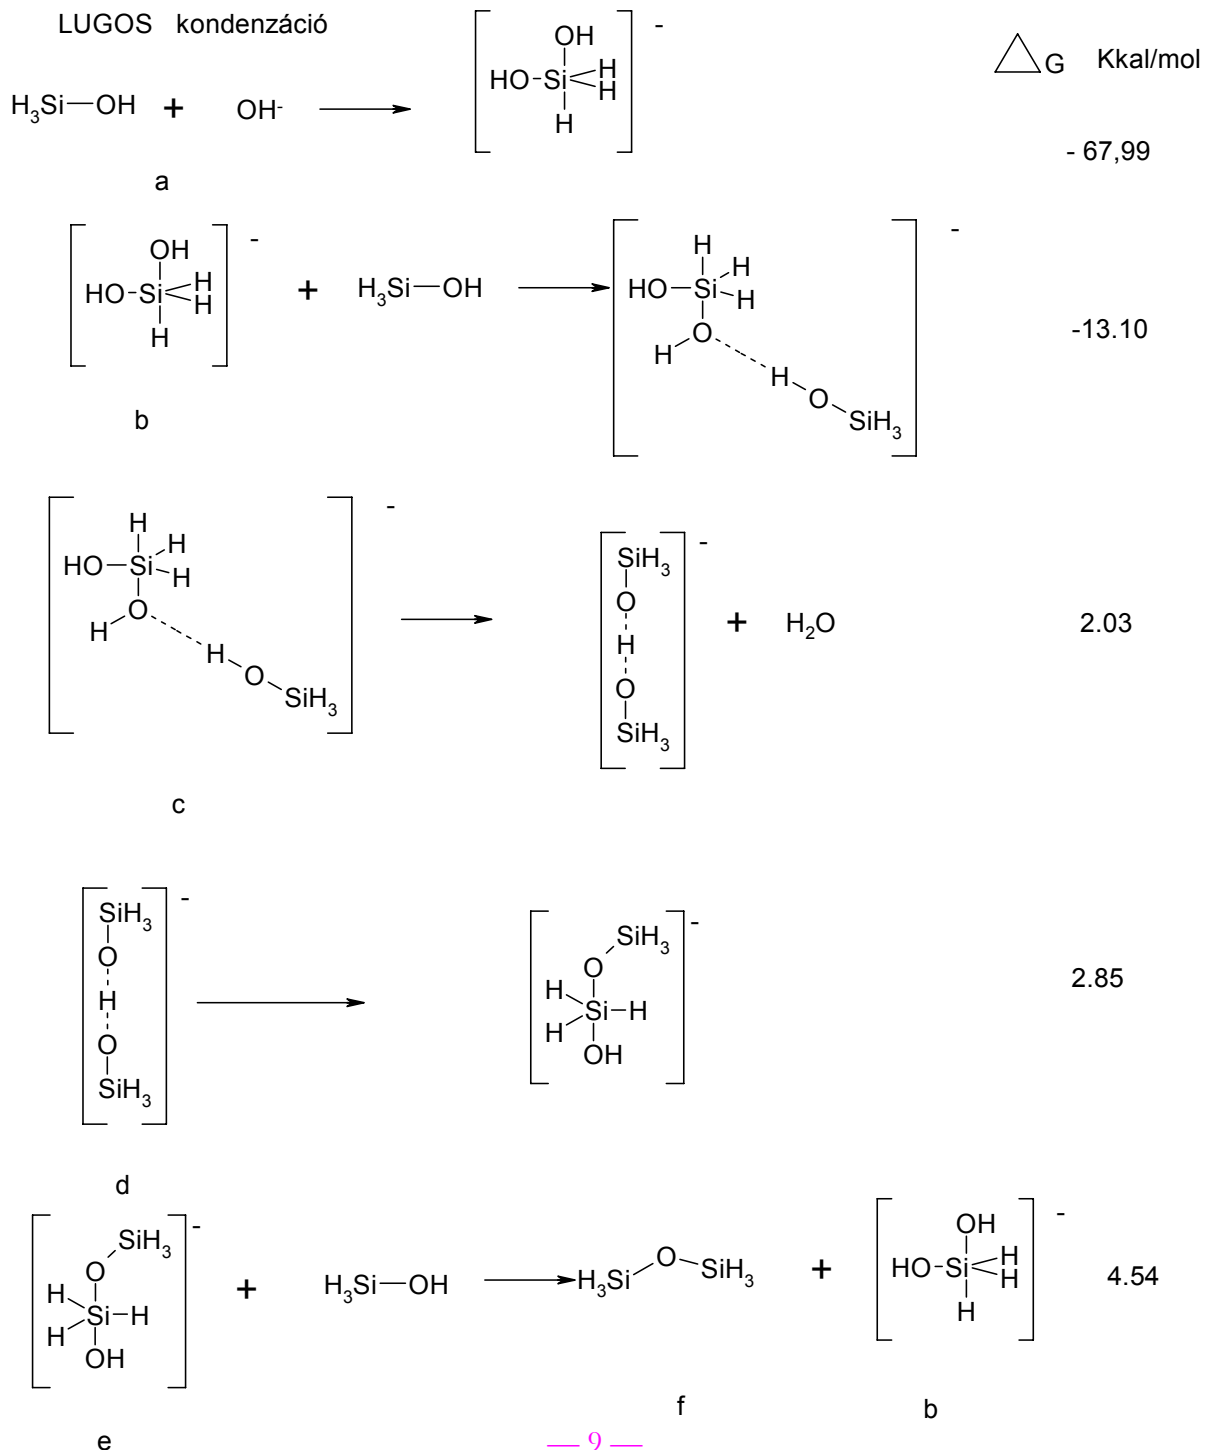 LUGOS kondenzáció
△G Kkal/mol
H3Si—OH + OH- → [HO-Si(OH)(H)(H)H]-
- 67,99
a
[HO-Si(OH)(H)(H)H]- + H3Si—OH → [HO—Si(H)(H)(H)O(H)---H—O—SiH3]-
-13.10
b
[HO—Si(H)(H)(H)O(H)---H—O—SiH3]- → [SiH3—O---H---O—SiH3]- + H2O
2.03
c
[SiH3—O---H---O—SiH3]- → [SiH3—O—Si(H)(H)(H)OH]-
2.85
d
[SiH3—O—Si(H)(H)(H)OH]- + H3Si—OH → H3Si—O—SiH3 + [HO-Si(OH)(H)(H)H]-
4.54
f b
e
— 9 —